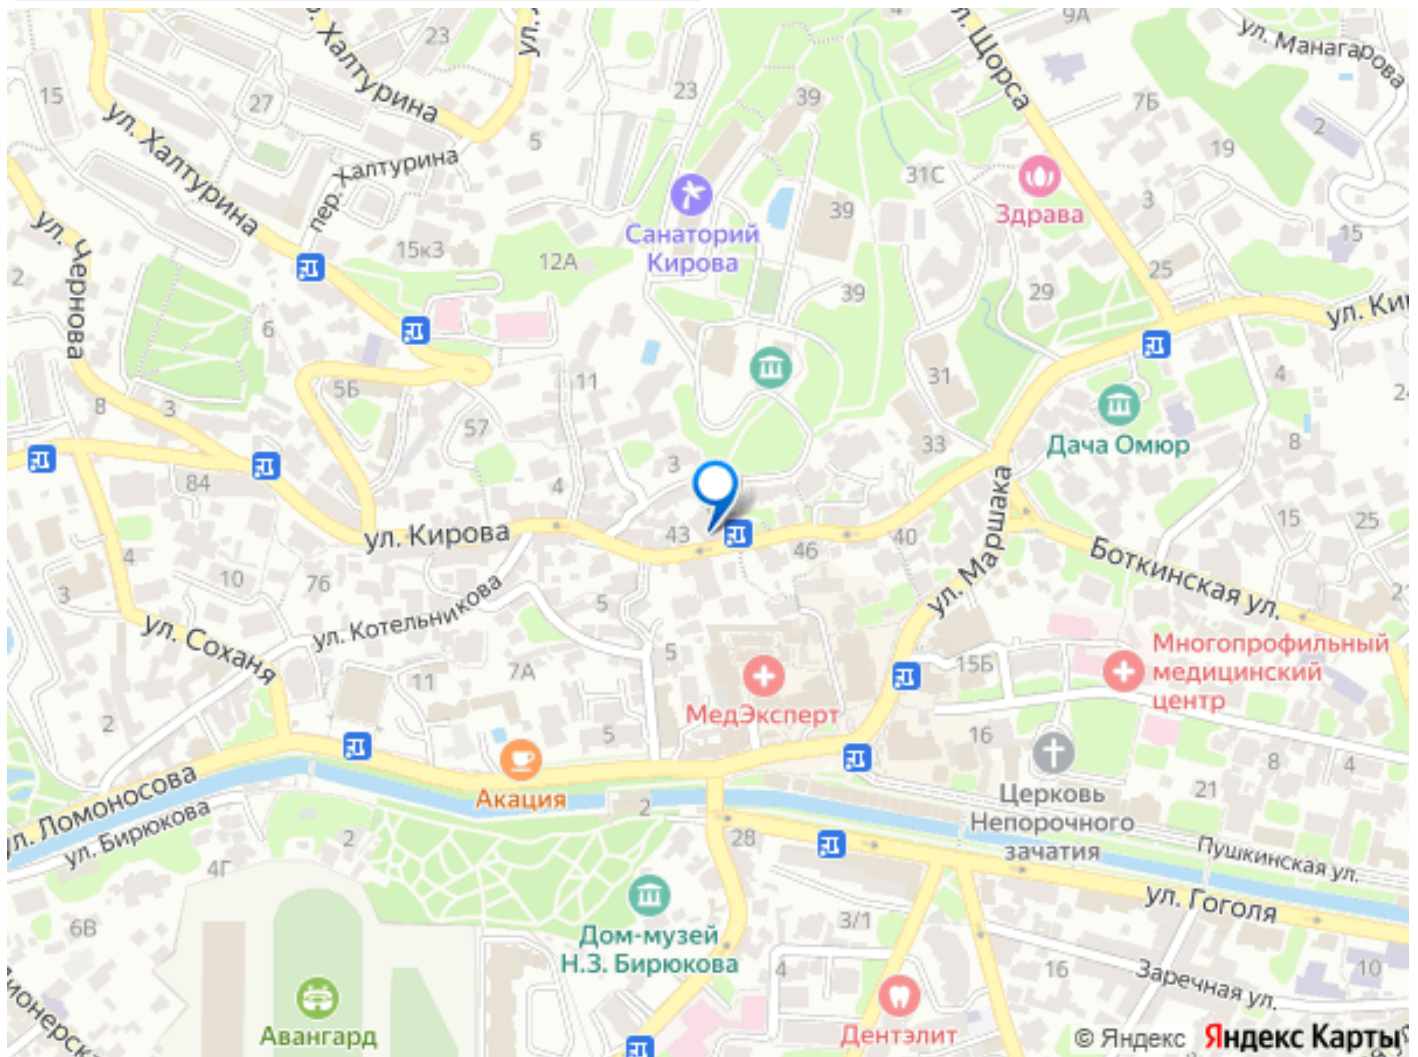 9А
4
ул. Щорса
ул. Манагарова
23
ул.
ул. Халтурина
15
27
23
39
7Б
2
ул. Халтурина
5
19
пер. Халтурина
31С
Здрава
3
39
ул. Чернова
Санаторий
Кирова
15к3
12А
15
2
25
39
29
ул. Ки
6
11
5Б
31
4
24
8
3
57
33
Дача Омюр
8
84
3
4
ул. Кирова
43
46
40
15
25
ул. Маршака
Боткинская ул.
4
3
10
76
ул. Котельникова
5
ул. Соханя
5
15Б
Многопрофильный
медицинский
центр
11
7А
МедЭксперт
2
5
16
8
4
Акация
21
Церковь
Непорочного
зачатия
ул. Ломоносова
ул. Бирюкова
2
2
28
Пушкинская ул.
4Г
ул. Гоголя
6В
3/1
Дом-музей
Н.З. Бирюкова
4
16
Заречная ул.
10
Авангард
Дентэлит
© Яндекс Яндекс Карты